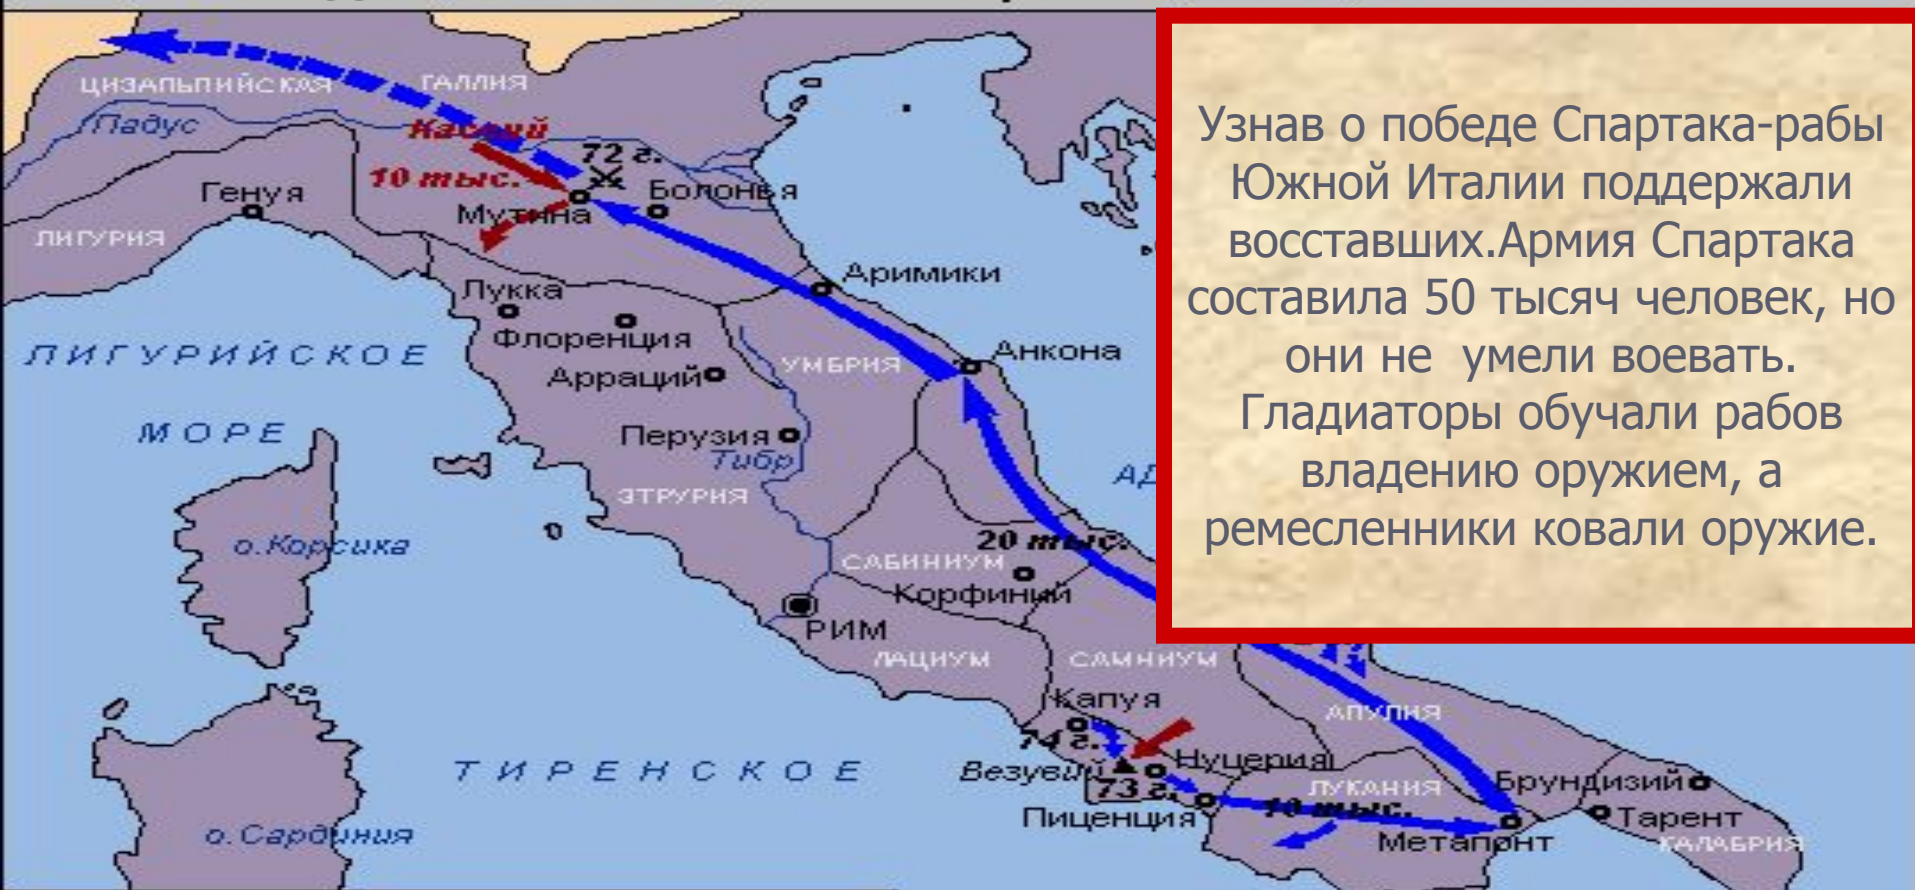 Узнав о победе Спартака-рабы
Южной Италии поддержали
восставших.Армия Спартака
составила 50 тысяч человек, но
они не умели воевать.
Гладиаторы обучали рабов
владению оружием, а
ремесленники ковали оружие.
ЦИЗАЛЬПИЙСКАЯ ГАЛЛИЯ
Падус
Кассий
10 тыс.
72 г.
Генуя
Мутина
Болонья
ЛИГУРИЯ
Аримики
Лукка
Флоренция
ЛИГУРИЙСКОЕ
МОРЕ
Анкона
УМБРИЯ
Арраций
Перузия
Тибр
АД
ЭТРУРИЯ
о.Корсика
20 тыс.
САБИНИУМ
Корфиний
РИМ
ЛАЦИУМ
САМНИУМ
Капуя
74 г.
АПУЛИЯ
ТИРЕНСКОЕ
Везувий
Нуцерия
73 г.
ЛУКАНИЯ
Брундизий
Пиценция
10 тыс.
Тарент
Метапонт
КАЛАБРИЯ
о.Сардиния